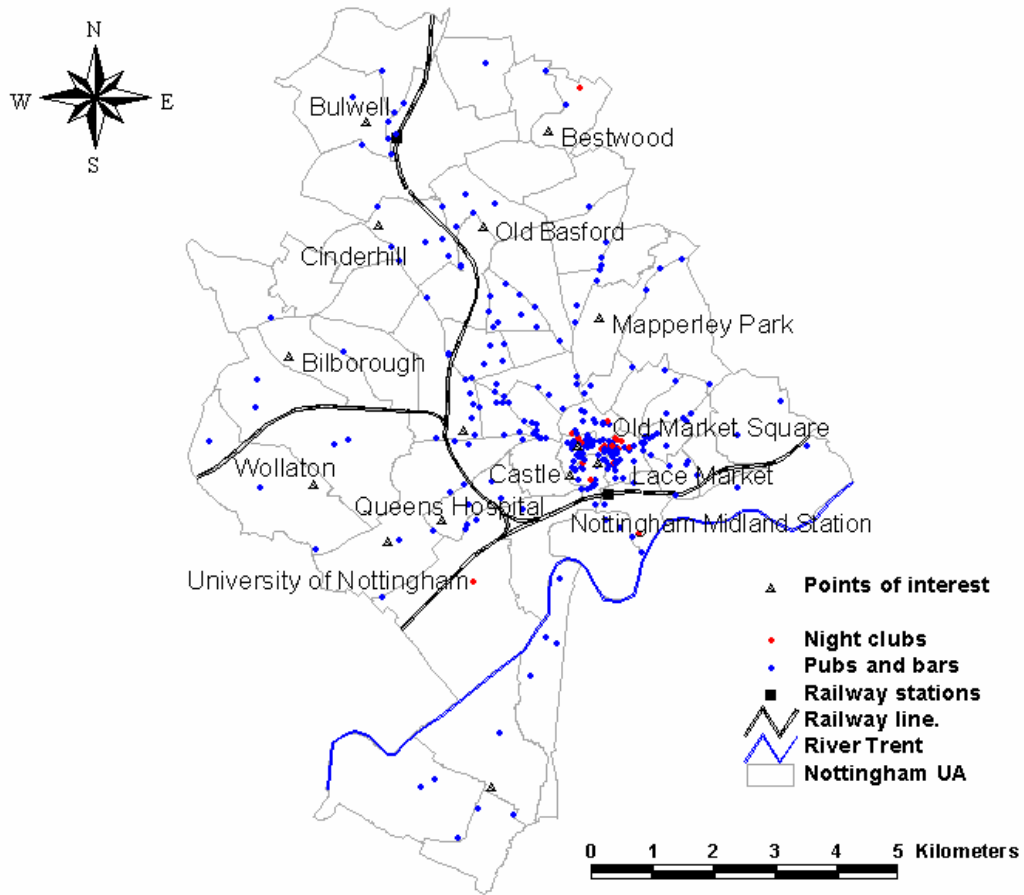 N
W E
S
Bulwell
Bestwood
Old Basford
Cinderhill
Mapperley Park
Bilborough
Old Market Square
Wollaton
Castle
Lace Market
Queens Hospital
Nottingham Midland Station
University of Nottingham
Points of interest
Night clubs
Pubs and bars
Railway stations
Railway line.
River Trent
Nottingham UA
0 1 2 3 4 5 Kilometers